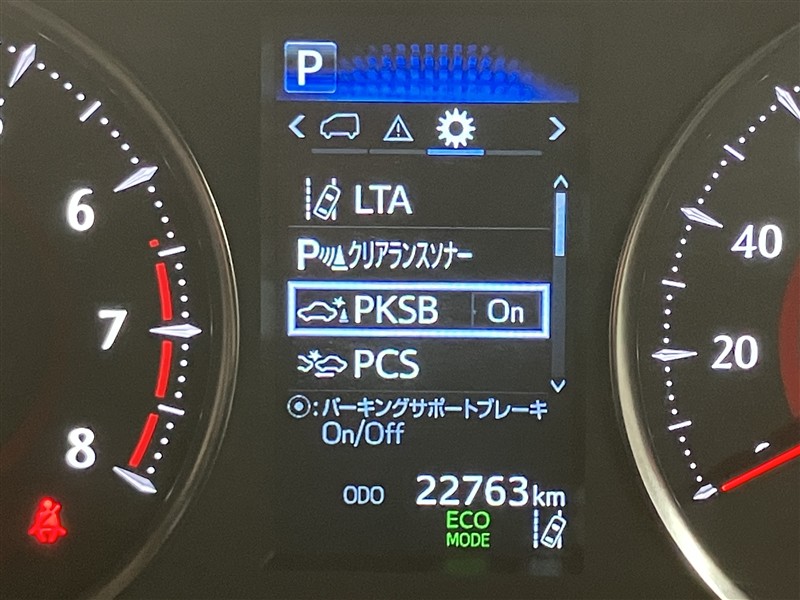 P
LTA
P クリアランスソナー
PKSB On
PCS
:パーキングサポートブレーキ
On/Off
ODO 22763 km
ECO
MODE
6
7
8
40
20